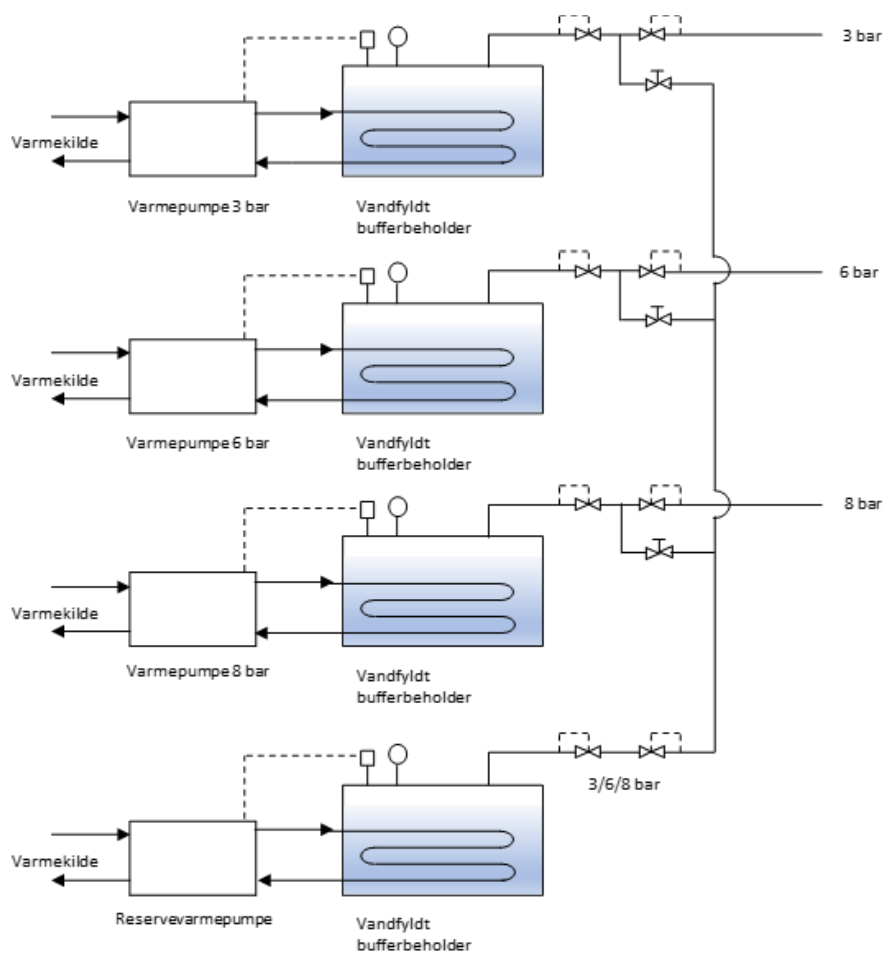 3 bar
Varmekilde
Varmepumpe 3 bar
Vandfyldt
bufferbeholder
6 bar
Varmekilde
Varmepumpe 6 bar
Vandfyldt
bufferbeholder
8 bar
Varmekilde
Varmepumpe 8 bar
Vandfyldt
bufferbeholder
3/6/8 bar
Varmekilde
Reservevarmepumpe
Vandfyldt
bufferbeholder